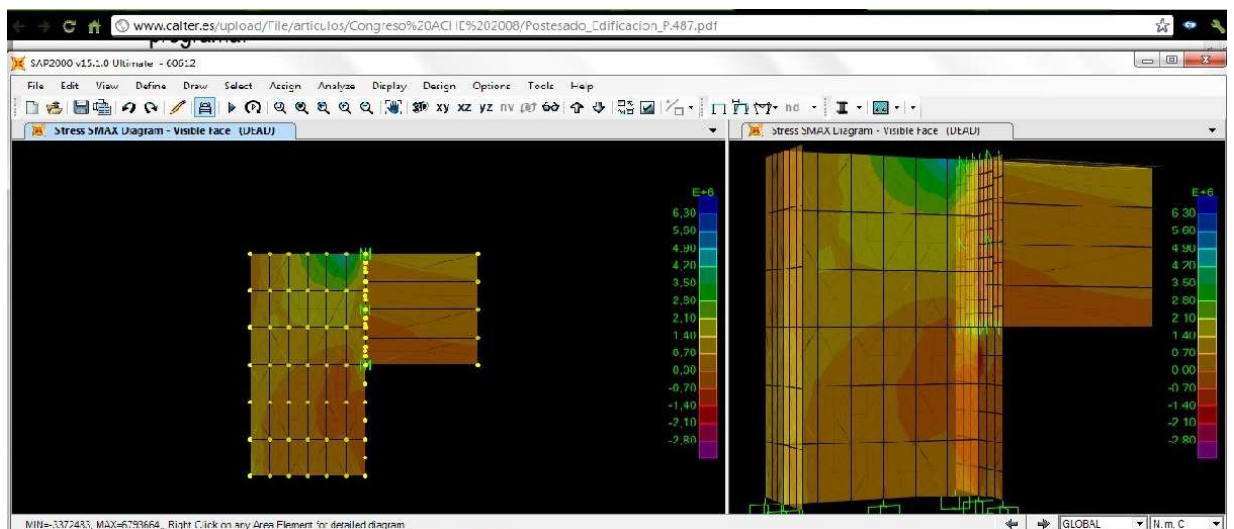 www.calter.es/upload/File/articulos/Congreso%20ACHE%202008/Postesado_Edificacion_P.487.pdf
programa.
SAP2000 v15.1.0 Ultimate - 60612
File Edit View Define Draw Select Assign Analyze Display Design Options Tools Help
3D xy xz yz nv nd
Stress SMAX Diagram - Visible Face (DEAD)
Stress SMAX Diagram - Visible Face (DEAD)
E+6
6,30
5,60
4,90
4,20
3,50
2,80
2,10
1,40
0,70
0,00
-0,70
-1,40
-2,10
-2,80
E+6
6,30
5,60
4,90
4,20
3,50
2,80
2,10
1,40
0,70
0,00
-0,70
-1,40
-2,10
-2,80
MIN=-3372483, MAX=6793664, Right Click on any Area Element for detailed diagram
GLOBAL N, m, C